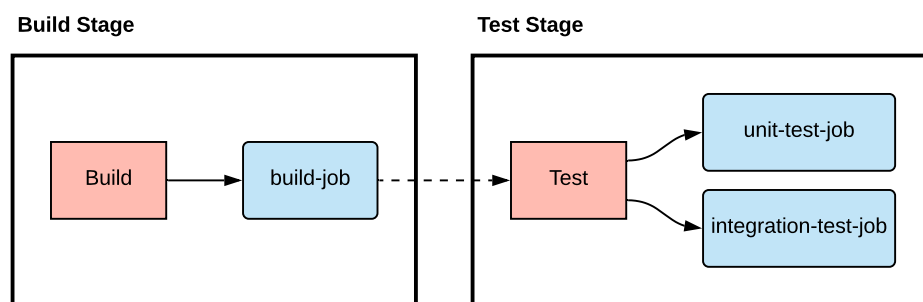 Build Stage
Test Stage
Build
build-job
Test
unit-test-job
integration-test-job